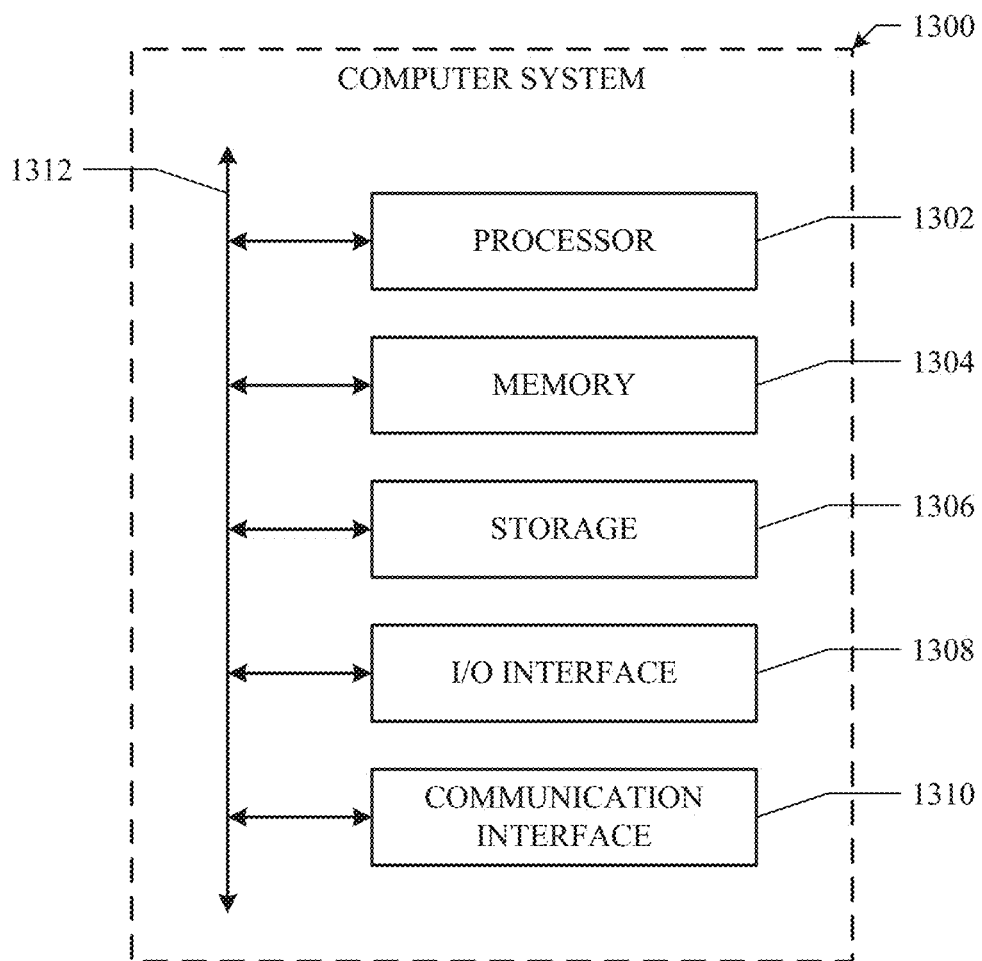 1300
COMPUTER SYSTEM
1312
PROCESSOR
1302
MEMORY
1304
STORAGE
1306
I/O INTERFACE
1308
COMMUNICATION
INTERFACE
1310